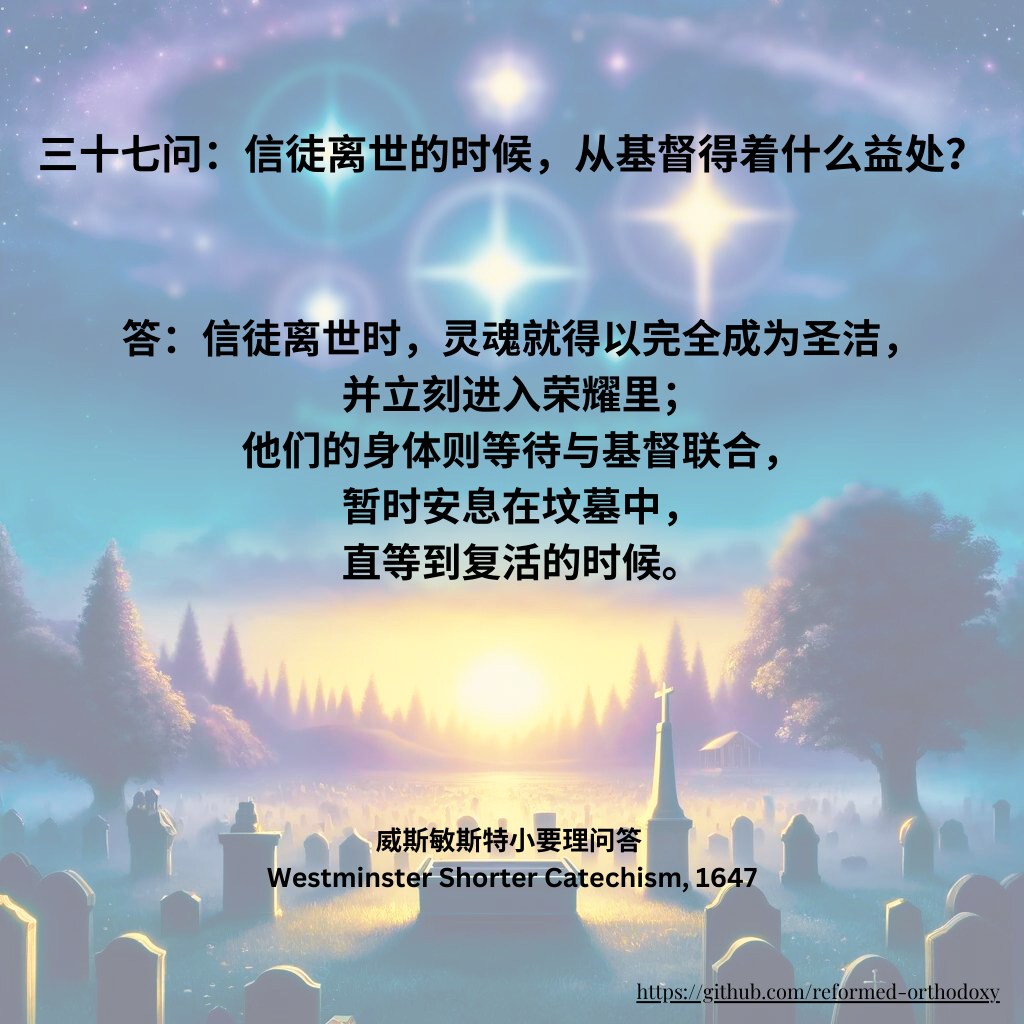 三十七问：信徒离世的时候，从基督得着什么益处？
答：信徒离世时，灵魂就得以完全成为圣洁，
并立刻进入荣耀里；
他们的身体则等待与基督联合，
暂时安息在坟墓中，
直等到复活的时候。
威斯敏斯特小要理问答
Westminster Shorter Catechism, 1647
https://github.com/reformed-orthodoxy